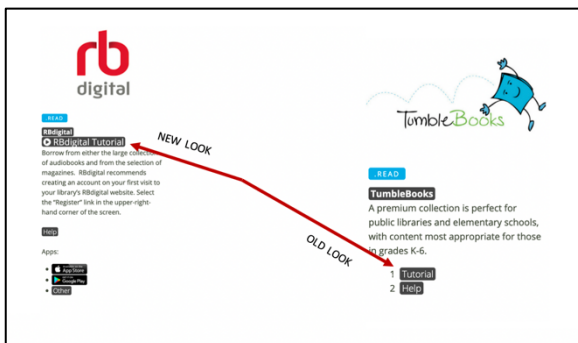 rb
digital
.READ
RBdigital
RBdigital Tutorial
Borrow from either the large collection
of audiobooks and from the selection of
magazines. RBdigital recommends
creating an account on your first visit to
your library's RBdigital website. Select
the "Register" link in the upper-right-
hand corner of the screen.
Help
Apps:
App Store
Google Play
Other
NEW LOOK
OLD LOOK
TumbleBooks
.READ
TumbleBooks
A premium collection is perfect for
public libraries and elementary schools,
with content most appropriate for those
in grades K-6.
1 Tutorial
2 Help